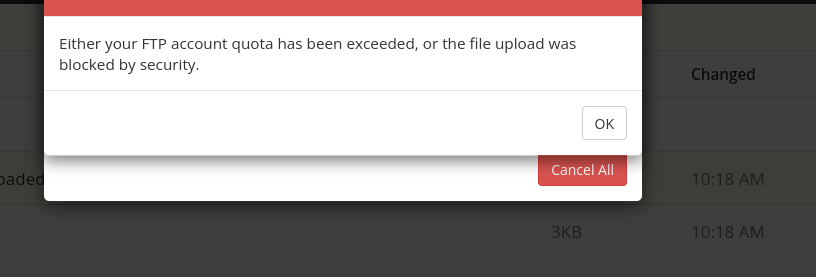 Either your FTP account quota has been exceeded, or the file upload was
blocked by security.
Changed
OK
Cancel All
10:18 AM
3KB 10:18 AM